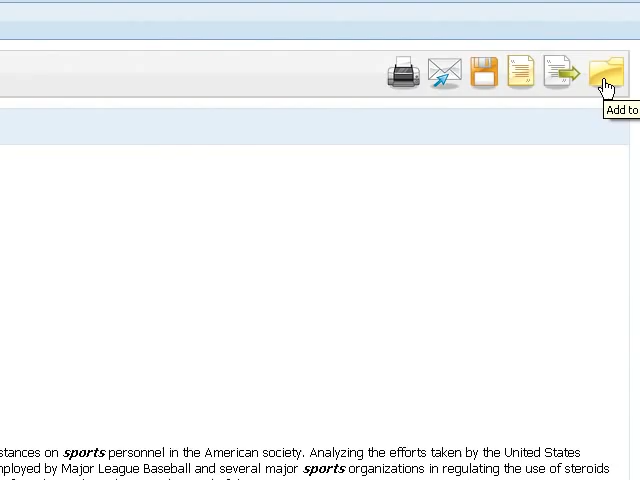 Add to
stances on sports personnel in the American society. Analyzing the efforts taken by the United States
mployed by Major League Baseball and several major sports organizations in regulating the use of steroids